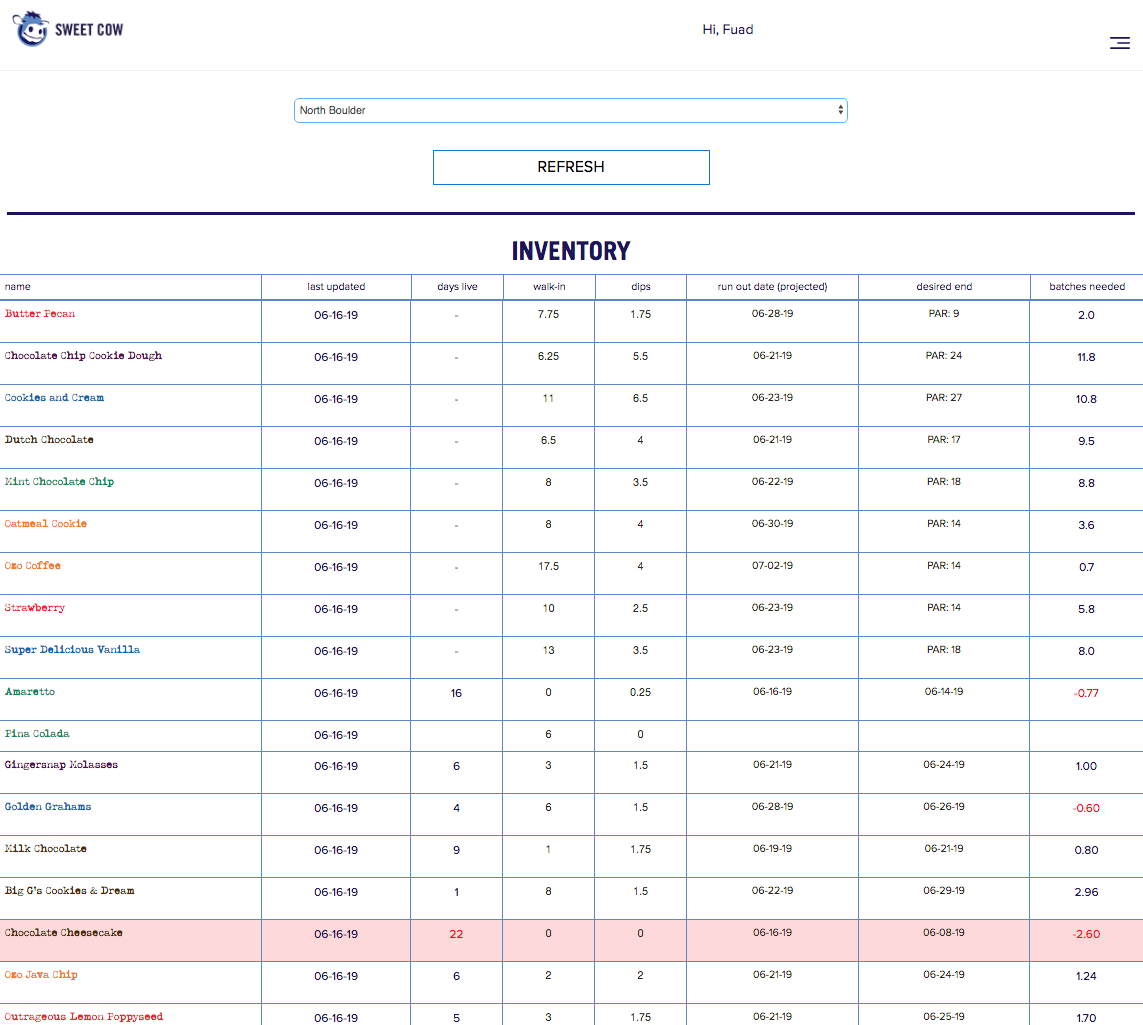 SWEET COW
Hi, Fuad
North Boulder
REFRESH
INVENTORY
name last updated days live walk-in dips run out date (projected) desired end batches needed
Butter Pecan 06-16-19 - 7.75 1.75 06-28-19 PAR: 9 2.0
Chocolate Chip Cookie Dough 06-16-19 - 6.25 5.5 06-21-19 PAR: 24 11.8
Cookies and Cream 06-16-19 - 11 6.5 06-23-19 PAR: 27 10.8
Dutch Chocolate 06-16-19 - 6.5 4 06-21-19 PAR: 17 9.5
Mint Chocolate Chip 06-16-19 - 8 3.5 06-22-19 PAR: 18 8.8
Oatmeal Cookie 06-16-19 - 8 4 06-30-19 PAR: 14 3.6
Ozo Coffee 06-16-19 - 17.5 4 07-02-19 PAR: 14 0.7
Strawberry 06-16-19 - 10 2.5 06-23-19 PAR: 14 5.8
Super Delicious Vanilla 06-16-19 - 13 3.5 06-23-19 PAR: 18 8.0
Amaretto 06-16-19 16 0 0.25 06-16-19 06-14-19 -0.77
Pina Colada 06-16-19 6 0
Gingersnap Molasses 06-16-19 6 3 1.5 06-21-19 06-24-19 1.00
Golden Grahams 06-16-19 4 6 1.5 06-28-19 06-26-19 -0.60
Milk Chocolate 06-16-19 9 1 1.75 06-19-19 06-21-19 0.80
Big G's Cookies & Dream 06-16-19 1 8 1.5 06-22-19 06-29-19 2.96
Chocolate Cheesecake 06-16-19 22 0 0 06-16-19 06-08-19 -2.60
Ozo Java Chip 06-16-19 6 2 2 06-21-19 06-24-19 1.24
Outrageous Lemon Poppyseed 06-16-19 5 3 1.75 06-21-19 06-25-19 1.70